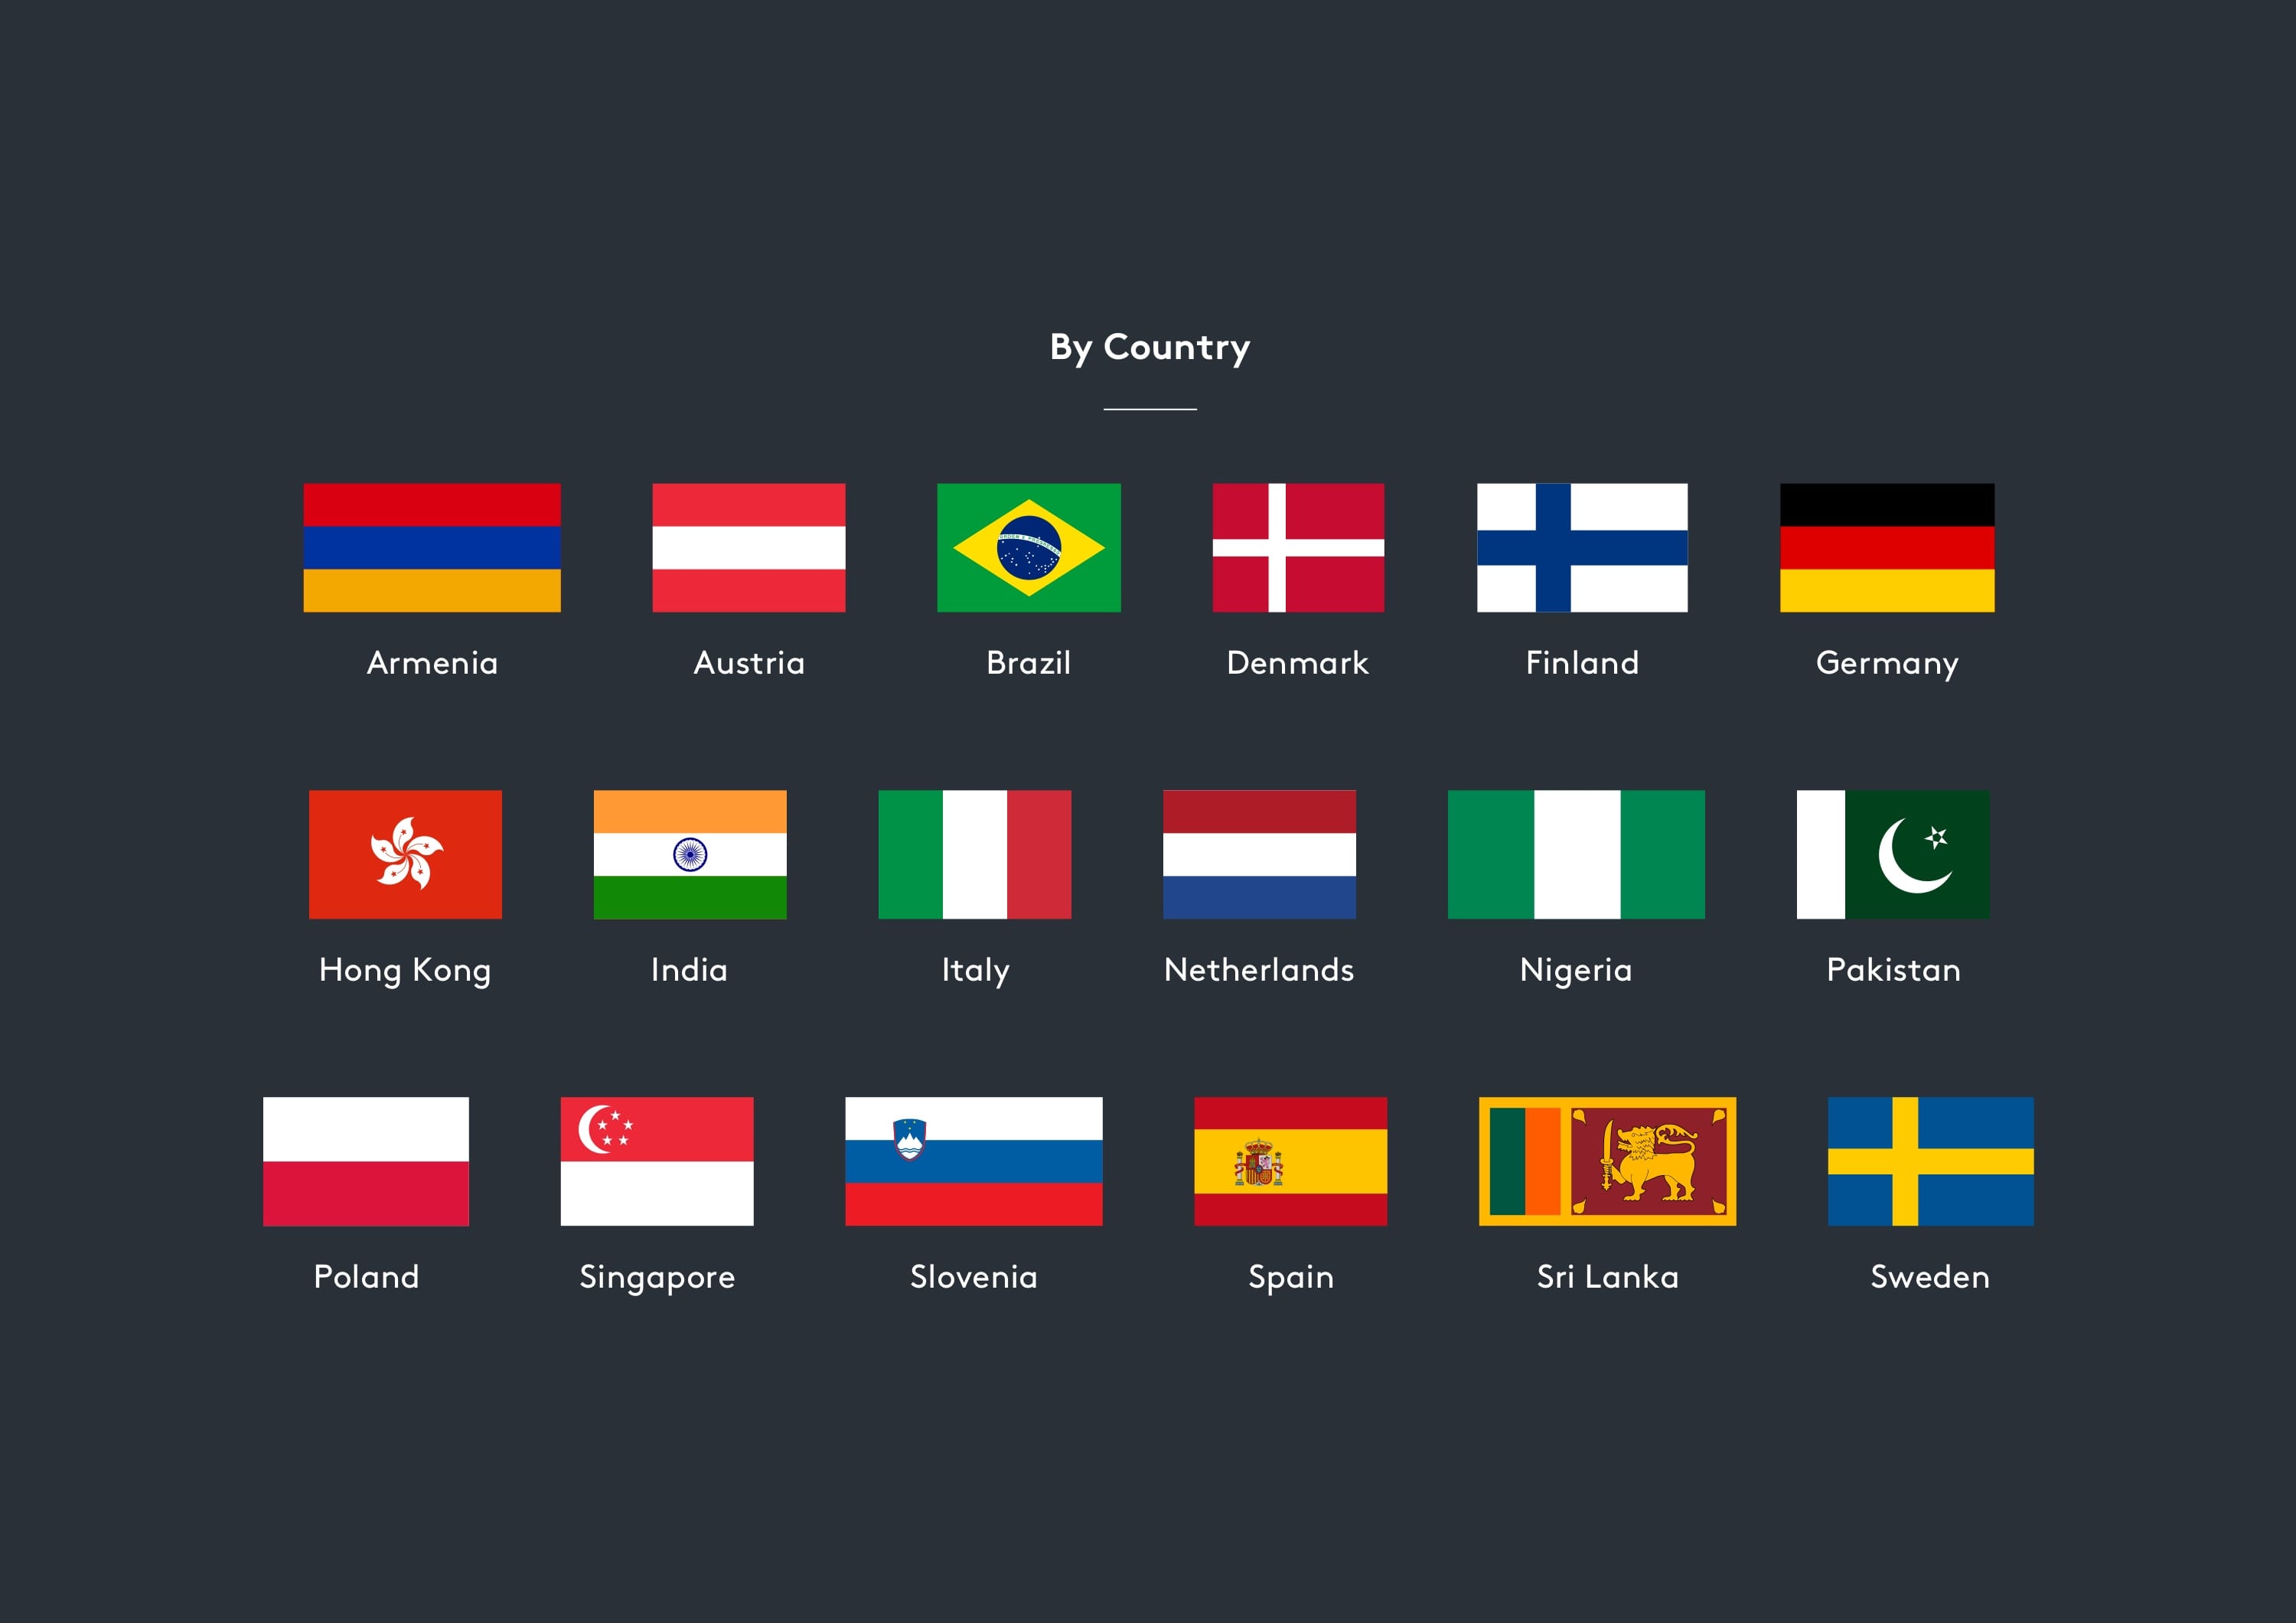 By Country
Armenia
Austria
Brazil
Denmark
Finland
Germany
Hong Kong
India
Italy
Netherlands
Nigeria
Pakistan
Poland
Singapore
Slovenia
Spain
Sri Lanka
Sweden